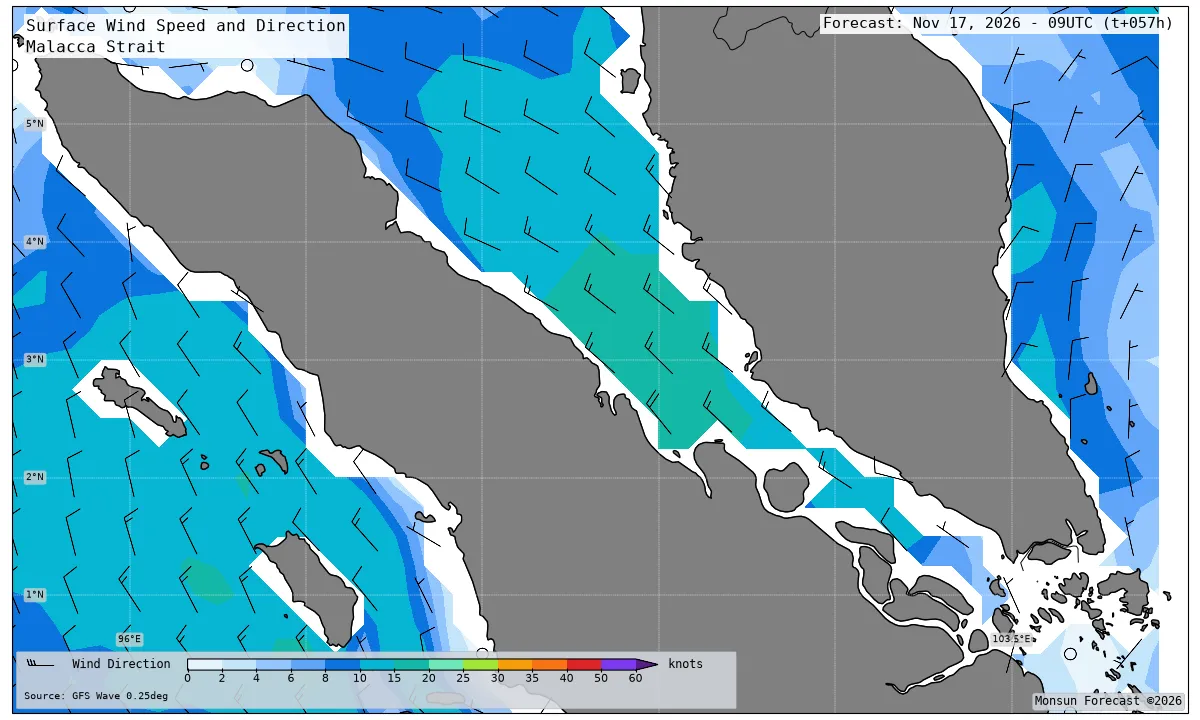 Surface Wind Speed and Direction
Malacca Strait
Forecast: Nov 17, 2026 - 09UTC (t+057h)
5°N
4°N
3°N
2°N
1°N
96°E
103.5°E
Wind Direction
0 2 4 6 8 10 15 20 25 30 35 40 50 60
knots
Source: GFS Wave 0.25deg
Monsun Forecast ©2026